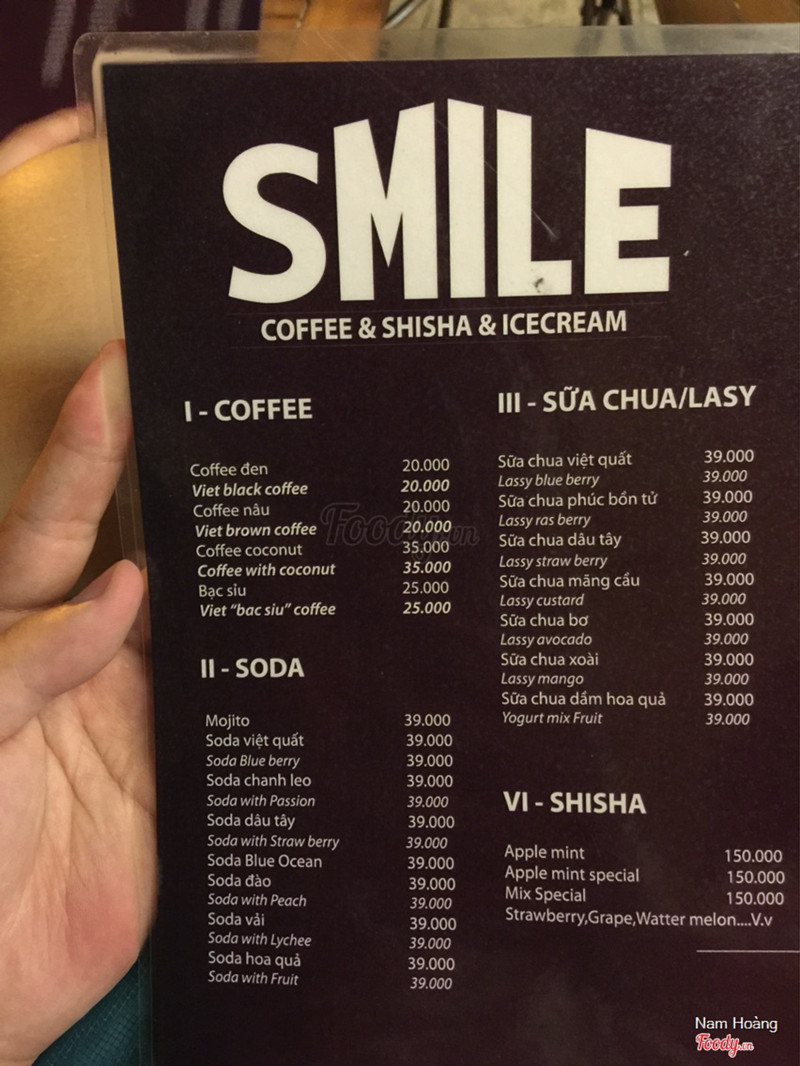 SMILE
COFFEE & SHISHA & ICECREAM
I - COFFEE
Coffee đen 20.000
Viet black coffee 20.000
Coffee nâu 20.000
Viet brown coffee 20.000
Coffee coconut 35.000
Coffee with coconut 35.000
Bạc sỉu 25.000
Viet “bac siu” coffee 25.000
II - SODA
Mojito 39.000
Soda việt quất 39.000
Soda Blue berry 39.000
Soda chanh leo 39.000
Soda with Passion 39.000
Soda dâu tây 39.000
Soda with Straw berry 39.000
Soda Blue Ocean 39.000
Soda đào 39.000
Soda with Peach 39.000
Soda vải 39.000
Soda with Lychee 39.000
Soda hoa quả 39.000
Soda with Fruit 39.000
III - SỮA CHUA/LASY
Sữa chua việt quất 39.000
Lassy blue berry 39.000
Sữa chua phúc bồn tử 39.000
Lassy ras berry 39.000
Sữa chua dâu tây 39.000
Lassy straw berry 39.000
Sữa chua mãng cầu 39.000
Lassy custard 39.000
Sữa chua bơ 39.000
Lassy avocado 39.000
Sữa chua xoài 39.000
Lassy mango 39.000
Sữa chua dầm hoa quả 39.000
Yogurt mix Fruit 39.000
VI - SHISHA
Apple mint 150.000
Apple mint special 150.000
Mix Special 150.000
Strawberry,Grape,Watter melon....V.v
Foody.vn
Nam Hoàng
Foody.vn